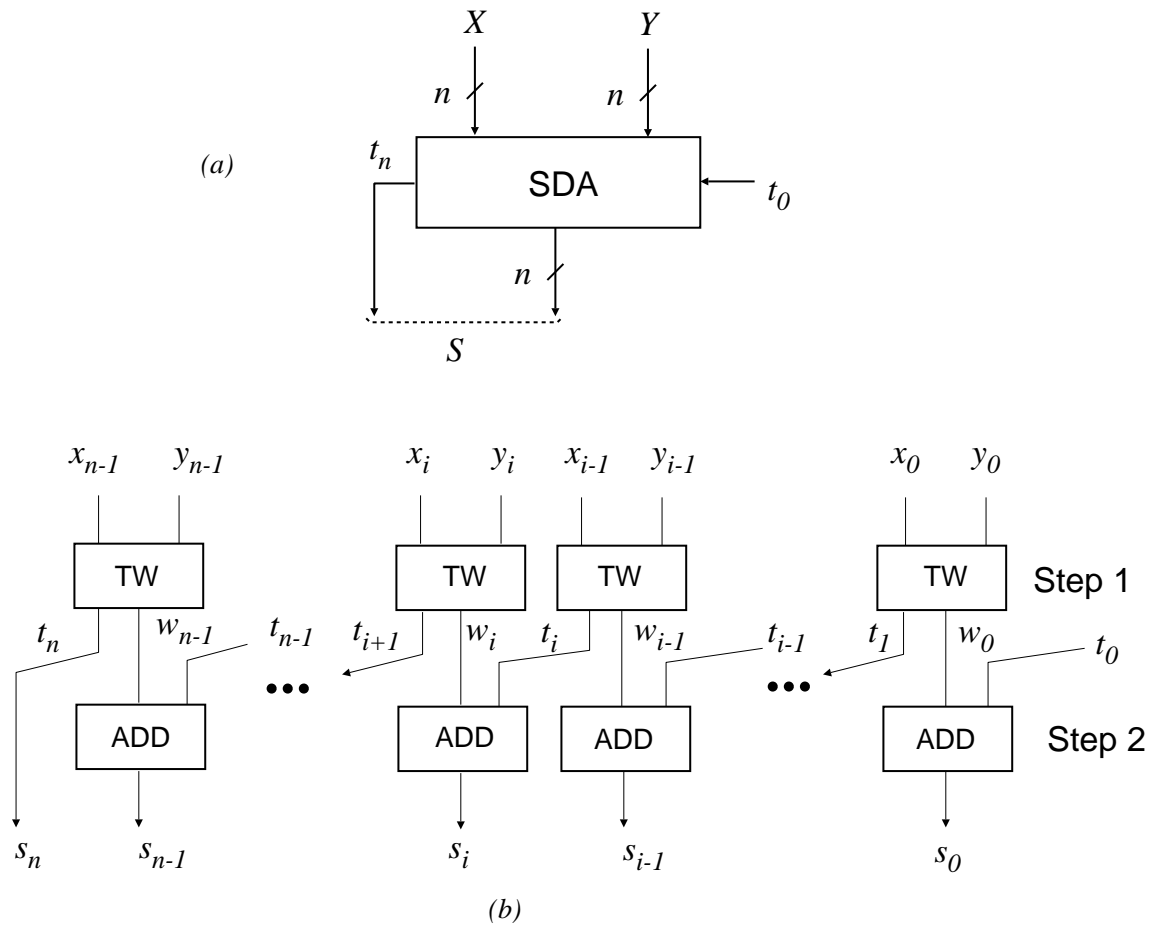 X Y
n n
(a) t_n SDA t_0
n
S
x_{n-1} y_{n-1} x_i y_i x_{i-1} y_{i-1} x_0 y_0
TW TW TW TW Step 1
t_n w_{n-1} t_{n-1} t_{i+1} w_i t_i w_{i-1} t_{i-1} t_1 w_0 t_0
••• •••
ADD ADD ADD ADD Step 2
s_n s_{n-1} s_i s_{i-1} s_0
(b)